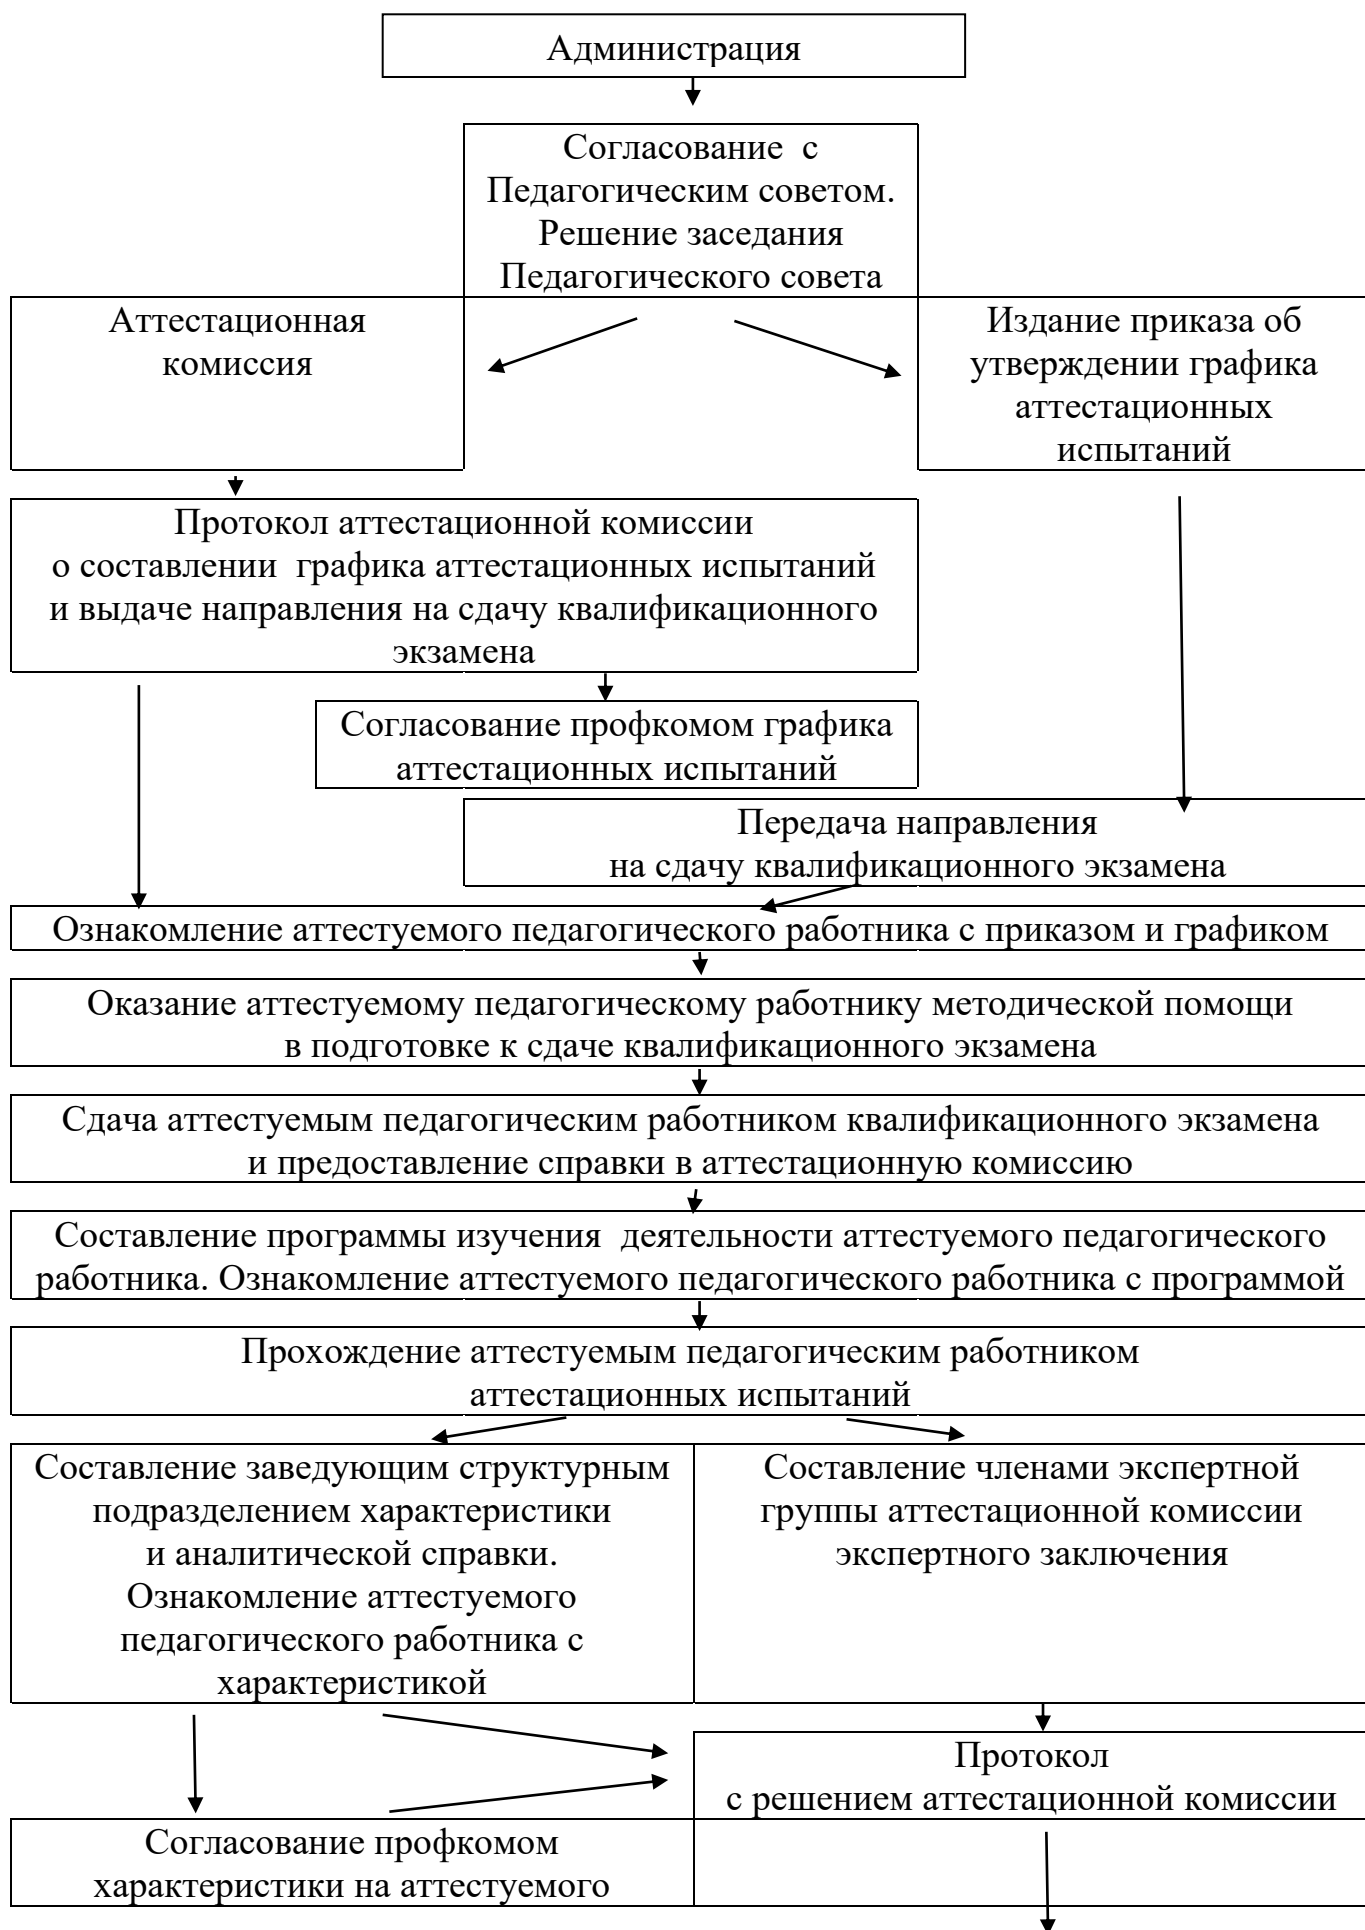 Администрация
Согласование с
Педагогическим советом.
Решение заседания
Педагогического совета
Аттестационная
комиссия
Издание приказа об
утверждении графика
аттестационных
испытаний
Протокол аттестационной комиссии
о составлении графика аттестационных испытаний
и выдаче направления на сдачу квалификационного
экзамена
Согласование профкомом графика
аттестационных испытаний
Передача направления
на сдачу квалификационного экзамена
Ознакомление аттестуемого педагогического работника с приказом и графиком
Оказание аттестуемому педагогическому работнику методической помощи
в подготовке к сдаче квалификационного экзамена
Сдача аттестуемым педагогическим работником квалификационного экзамена
и предоставление справки в аттестационную комиссию
Составление программы изучения деятельности аттестуемого педагогического
работника. Ознакомление аттестуемого педагогического работника с программой
Прохождение аттестуемым педагогическим работником
аттестационных испытаний
Составление заведующим структурным
подразделением характеристики
и аналитической справки.
Ознакомление аттестуемого
педагогического работника с
характеристикой
Составление членами экспертной
группы аттестационной комиссии
экспертного заключения
Протокол
с решением аттестационной комиссии
Согласование профкомом
характеристики на аттестуемого